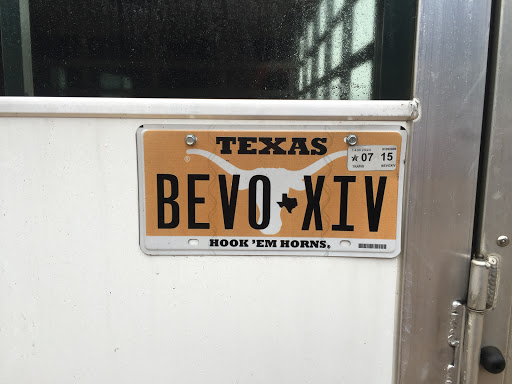 TEXAS
07 15
BEVO XIV
HOOK 'EM HORNS®